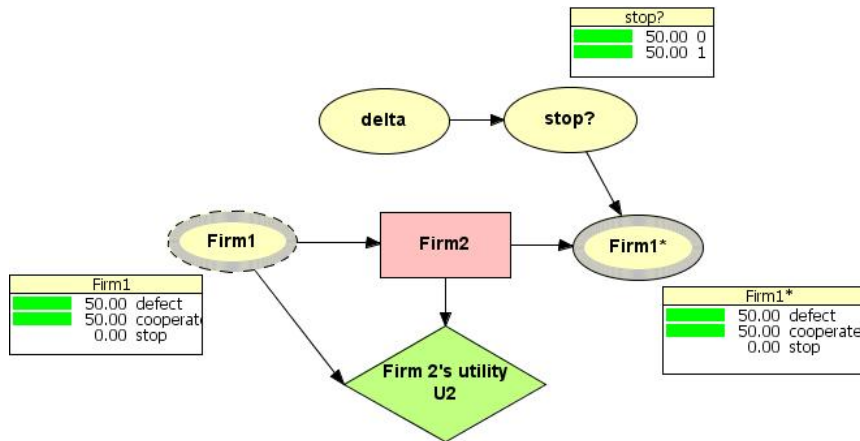 stop?
50.00 0
50.00 1
delta
stop?
Firm1
Firm2
Firm1*
Firm1
50.00 defect
50.00 cooperate
0.00 stop
Firm1*
50.00 defect
50.00 cooperate
0.00 stop
Firm 2's utility
U2